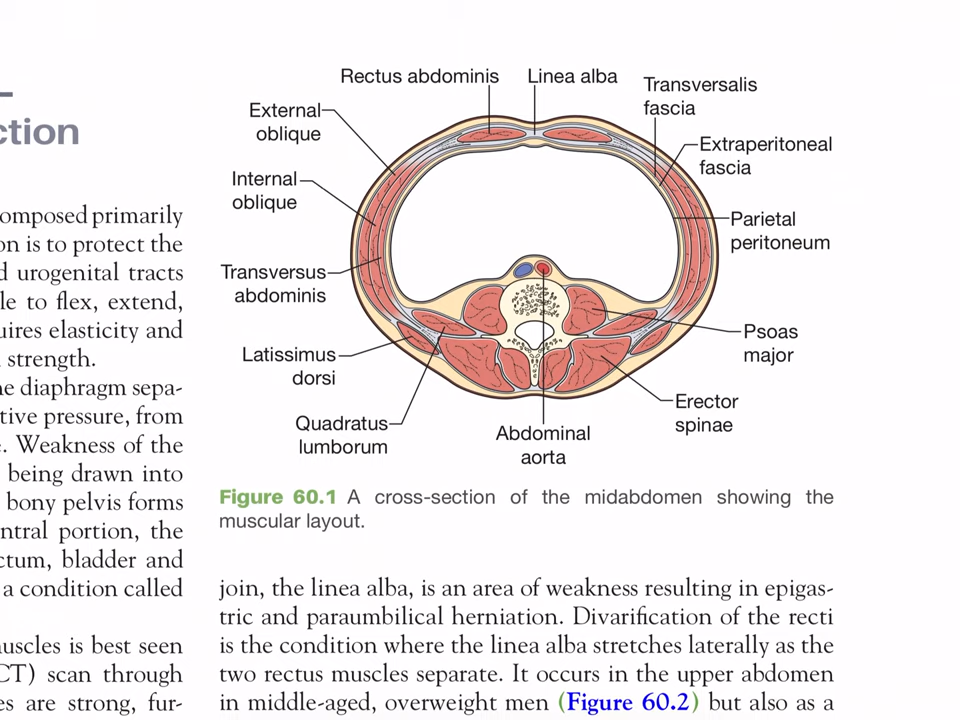 ction
omposed primarily
on is to protect the
d urogenital tracts
le to flex, extend,
uires elasticity and
strength.
he diaphragm sepa-
tive pressure, from
. Weakness of the
being drawn into
bony pelvis forms
ntral portion, the
ctum, bladder and
a condition called
muscles is best seen
CT) scan through
es are strong, fur-
Rectus abdominis
Linea alba
Transversalis
fascia
External
oblique
Extraperitoneal
fascia
Internal
oblique
Parietal
peritoneum
Transversus
abdominis
Psoas
major
Latissimus
dorsi
Erector
spinae
Quadratus
lumborum
Abdominal
aorta
Figure 60.1 A cross-section of the midabdomen showing the
muscular layout.
join, the linea alba, is an area of weakness resulting in epigas-
tric and paraumbilical herniation. Divarification of the recti
is the condition where the linea alba stretches laterally as the
two rectus muscles separate. It occurs in the upper abdomen
in middle-aged, overweight men (Figure 60.2) but also as a